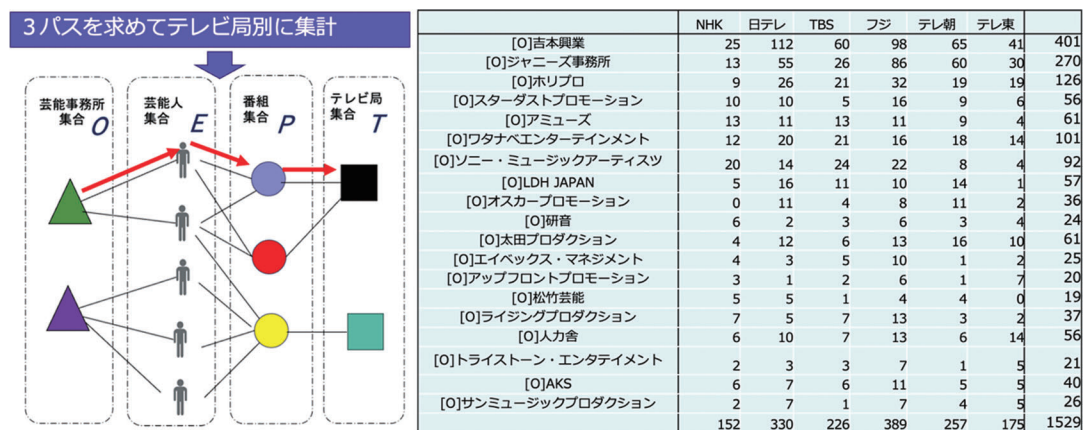 3パスを求めてテレビ局別に集計
芸能事務所
集合 O
芸能人
集合 E
番組
集合 P
テレビ局
集合 T
NHK 日テレ TBS フジ テレ朝 テレ東
[O]吉本興業 25 112 60 98 65 41 401
[O]ジャニーズ事務所 13 55 26 86 60 30 270
[O]ホリプロ 9 26 21 32 19 19 126
[O]スターダストプロモーション 10 10 5 16 9 6 56
[O]アミューズ 13 11 13 11 9 4 61
[O]ワタナベエンターテインメント 12 20 21 16 18 14 101
[O]ソニー・ミュージックアーティスツ 20 14 24 22 8 4 92
[O]LDH JAPAN 5 16 11 10 14 1 57
[O]オスカープロモーション 0 11 4 8 11 2 36
[O]研音 6 2 3 6 3 4 24
[O]太田プロダクション 4 12 6 13 16 10 61
[O]エイベックス・マネジメント 4 3 5 10 1 2 25
[O]アップフロントプロモーション 3 1 2 6 1 7 20
[O]松竹芸能 5 5 1 4 4 0 19
[O]ライジングプロダクション 7 5 7 13 3 2 37
[O]人力舎 6 10 7 13 6 14 56
[O]トライストーン・エンタテイメント 2 3 3 7 1 5 21
[O]AKS 6 7 6 11 5 5 40
[O]サンミュージックプロダクション 2 7 1 7 4 5 26
152 330 226 389 257 175 1529